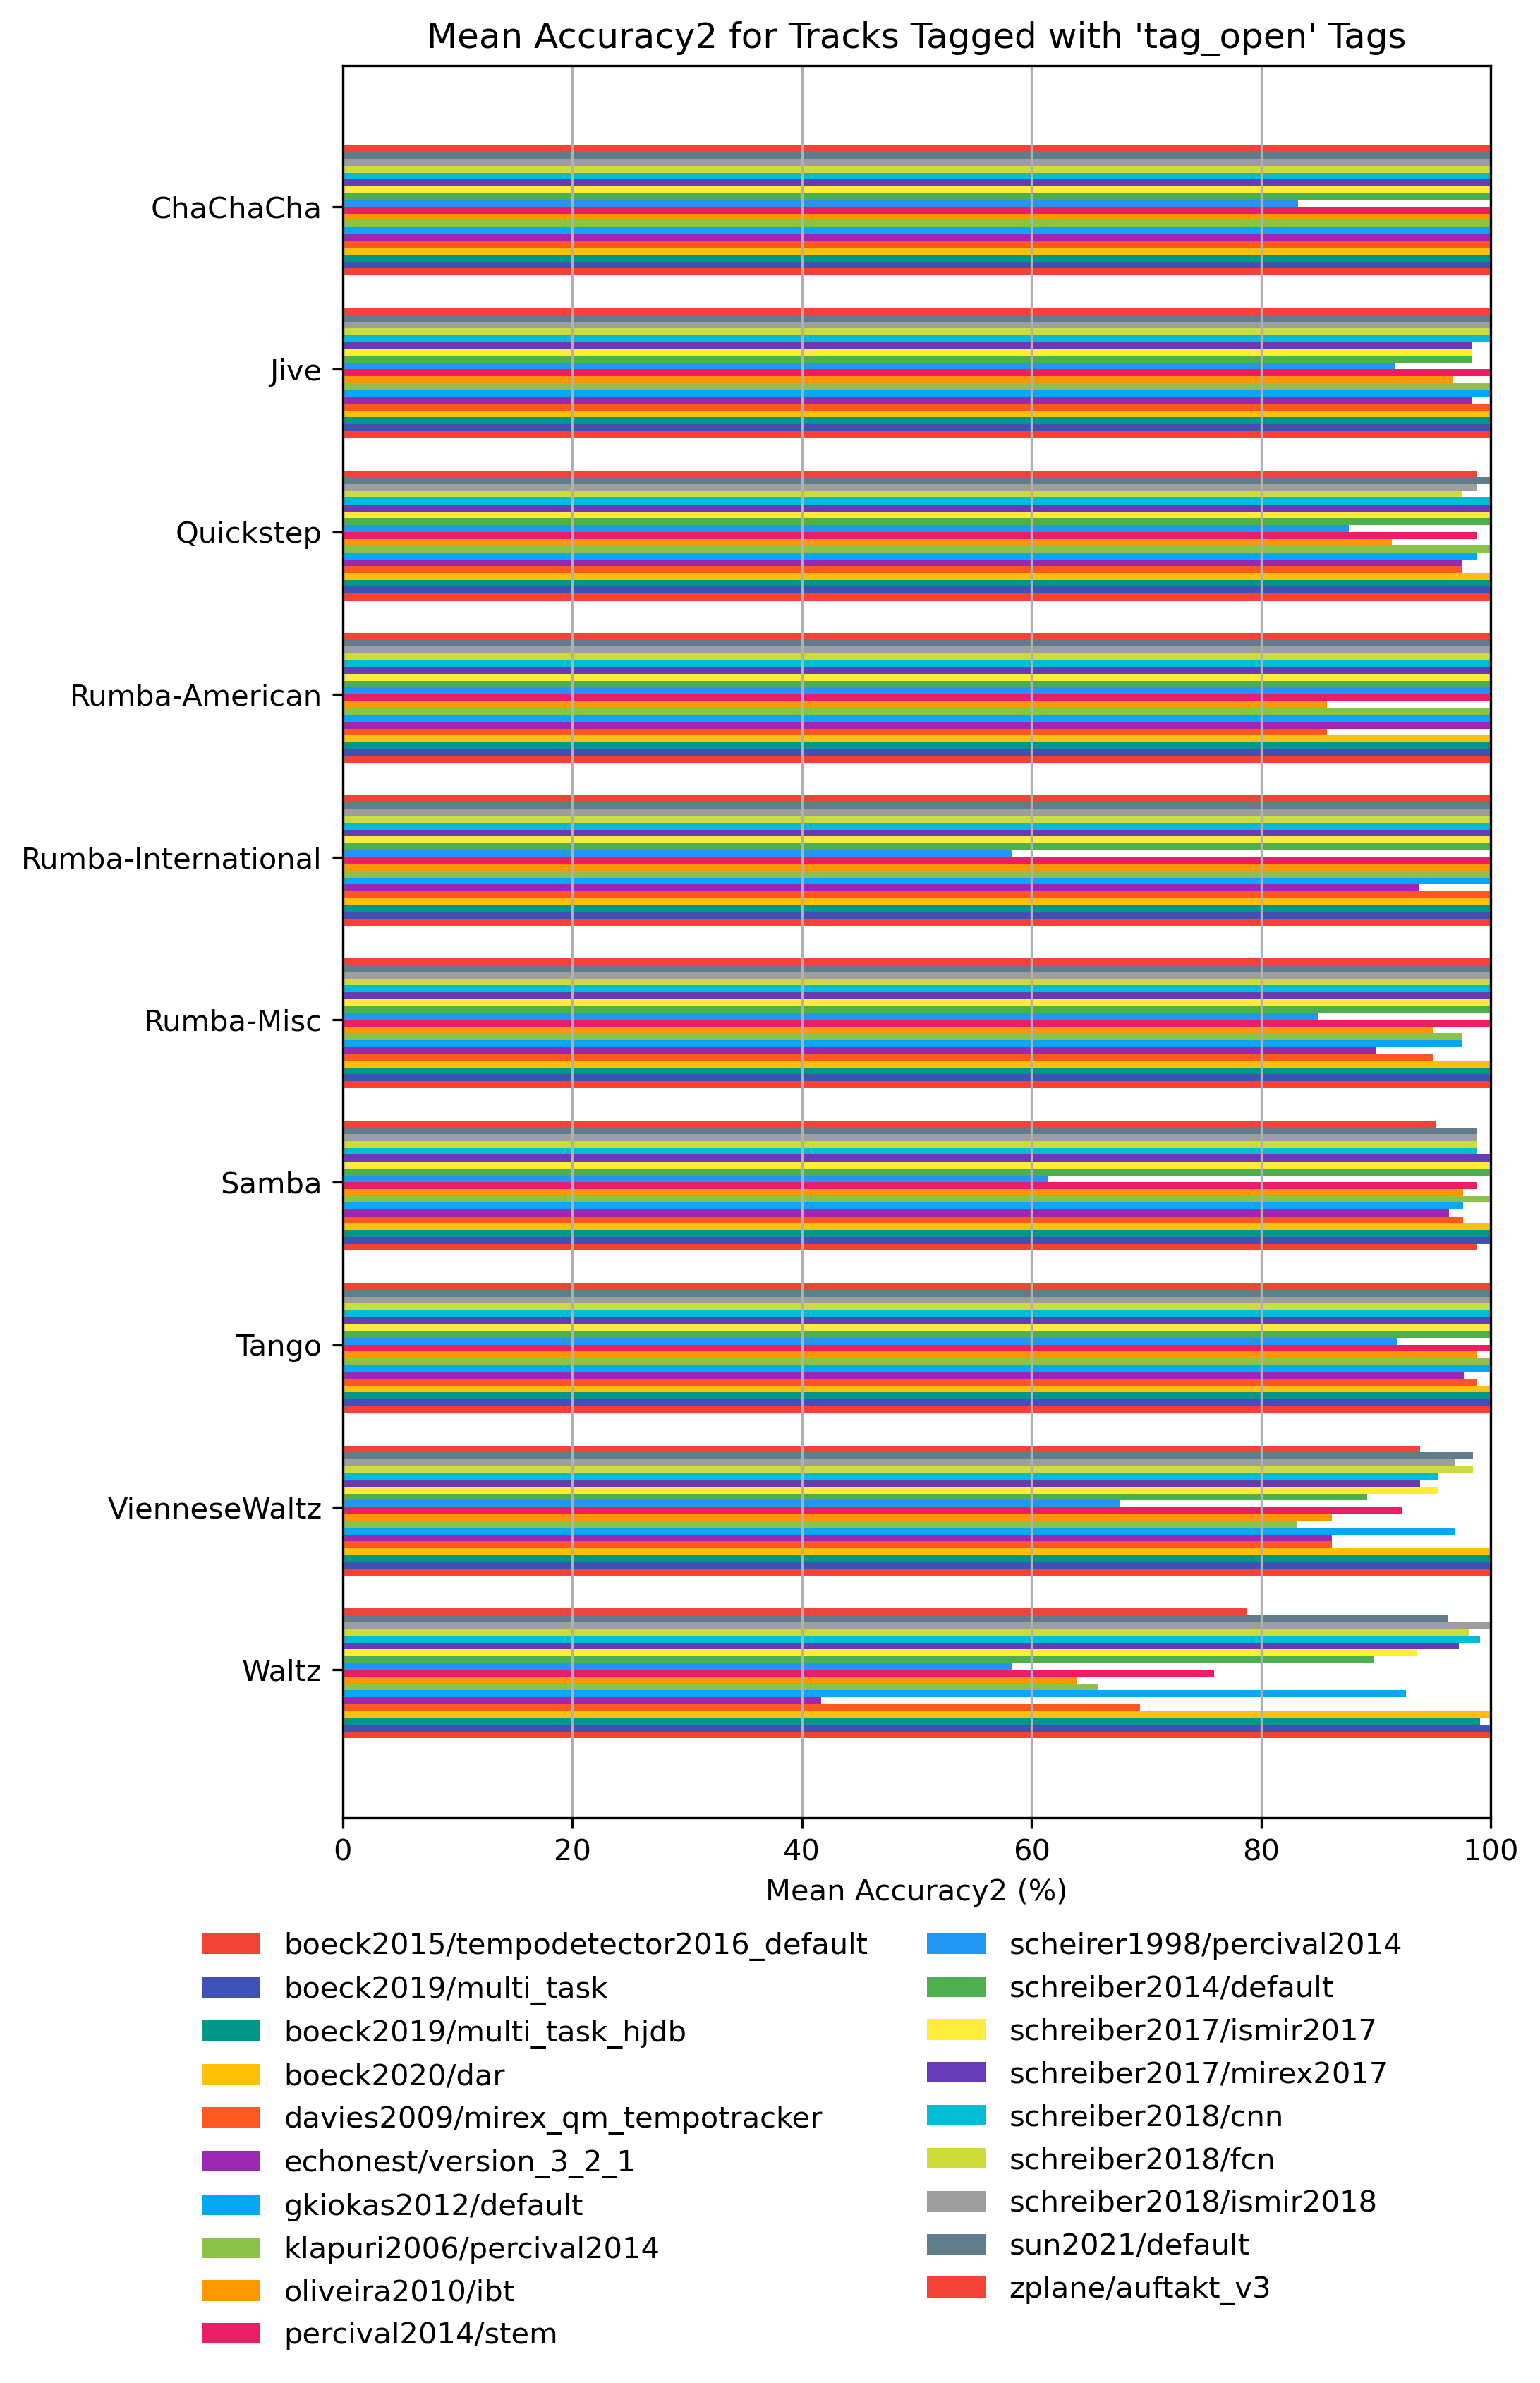 Mean Accuracy2 for Tracks Tagged with 'tag_open' Tags
ChaChaCha
Jive
Quickstep
Rumba-American
Rumba-International
Rumba-Misc
Samba
Tango
VienneseWaltz
Waltz
0 20 40 60 80 100
Mean Accuracy2 (%)
boeck2015/tempodetector2016_default
boeck2019/multi_task
boeck2019/multi_task_hjdb
boeck2020/dar
davies2009/mirex_qm_tempotracker
echonest/version_3_2_1
gkiokas2012/default
klapuri2006/percival2014
oliveira2010/ibt
percival2014/stem
scheirer1998/percival2014
schreiber2014/default
schreiber2017/ismir2017
schreiber2017/mirex2017
schreiber2018/cnn
schreiber2018/fcn
schreiber2018/ismir2018
sun2021/default
zplane/auftakt_v3